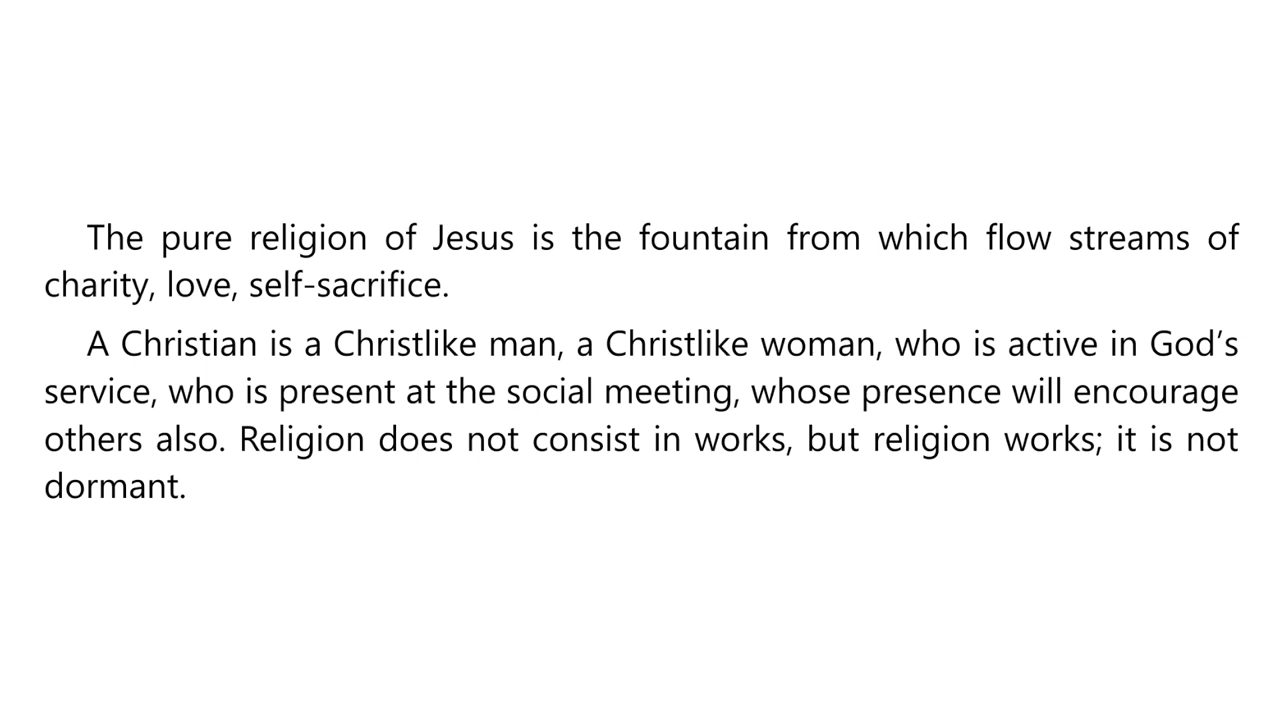 The pure religion of Jesus is the fountain from which flow streams of
charity, love, self-sacrifice.
A Christian is a Christlike man, a Christlike woman, who is active in God’s
service, who is present at the social meeting, whose presence will encourage
others also. Religion does not consist in works, but religion works; it is not
dormant.